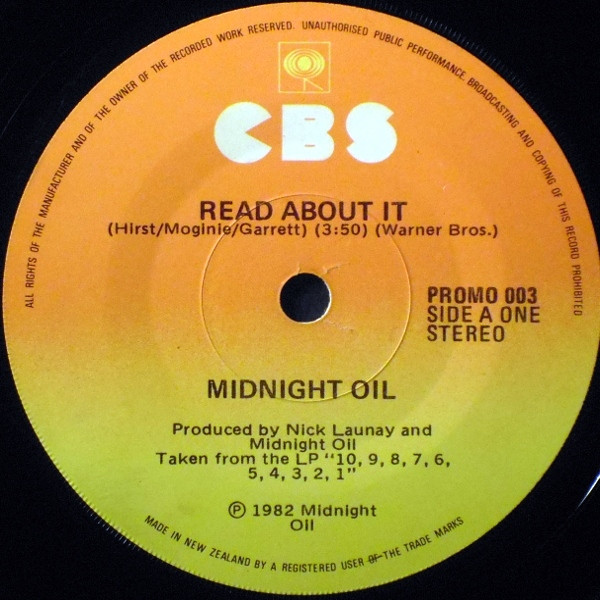 ALL RIGHTS OF THE MANUFACTURER AND OF THE OWNER OF THE RECORDED WORK RESERVED. UNAUTHORISED PUBLIC PERFORMANCE, BROADCASTING AND COPYING OF THIS RECORD PROHIBITED
CBS
READ ABOUT IT
(Hirst/Moginie/Garrett) (3:50) (Warner Bros.)
PROMO 003
SIDE A ONE
STEREO
MIDNIGHT OIL
Produced by Nick Launay and
Midnight Oil
Taken from the LP "10, 9, 8, 7, 6,
5, 4, 3, 2, 1"
℗ 1982 Midnight
Oil
MADE IN NEW ZEALAND BY A REGISTERED USER OF THE TRADE MARKS